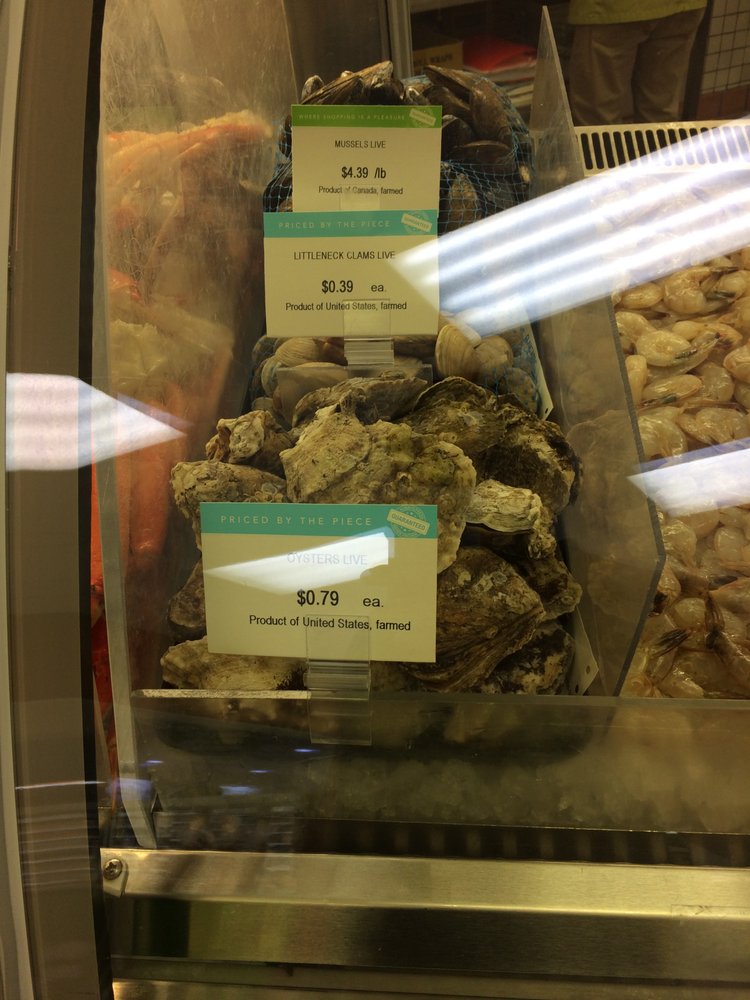 WHERE SHOPPING IS A PLEASURE
MUSSELS LIVE
$4.39 /lb
Product of Canada, farmed
PRICED BY THE PIECE
GUARANTEED
LITTLENECK CLAMS LIVE
$0.39 ea.
Product of United States, farmed
PRICED BY THE PIECE
GUARANTEED
OYSTERS LIVE
$0.79 ea.
Product of United States, farmed